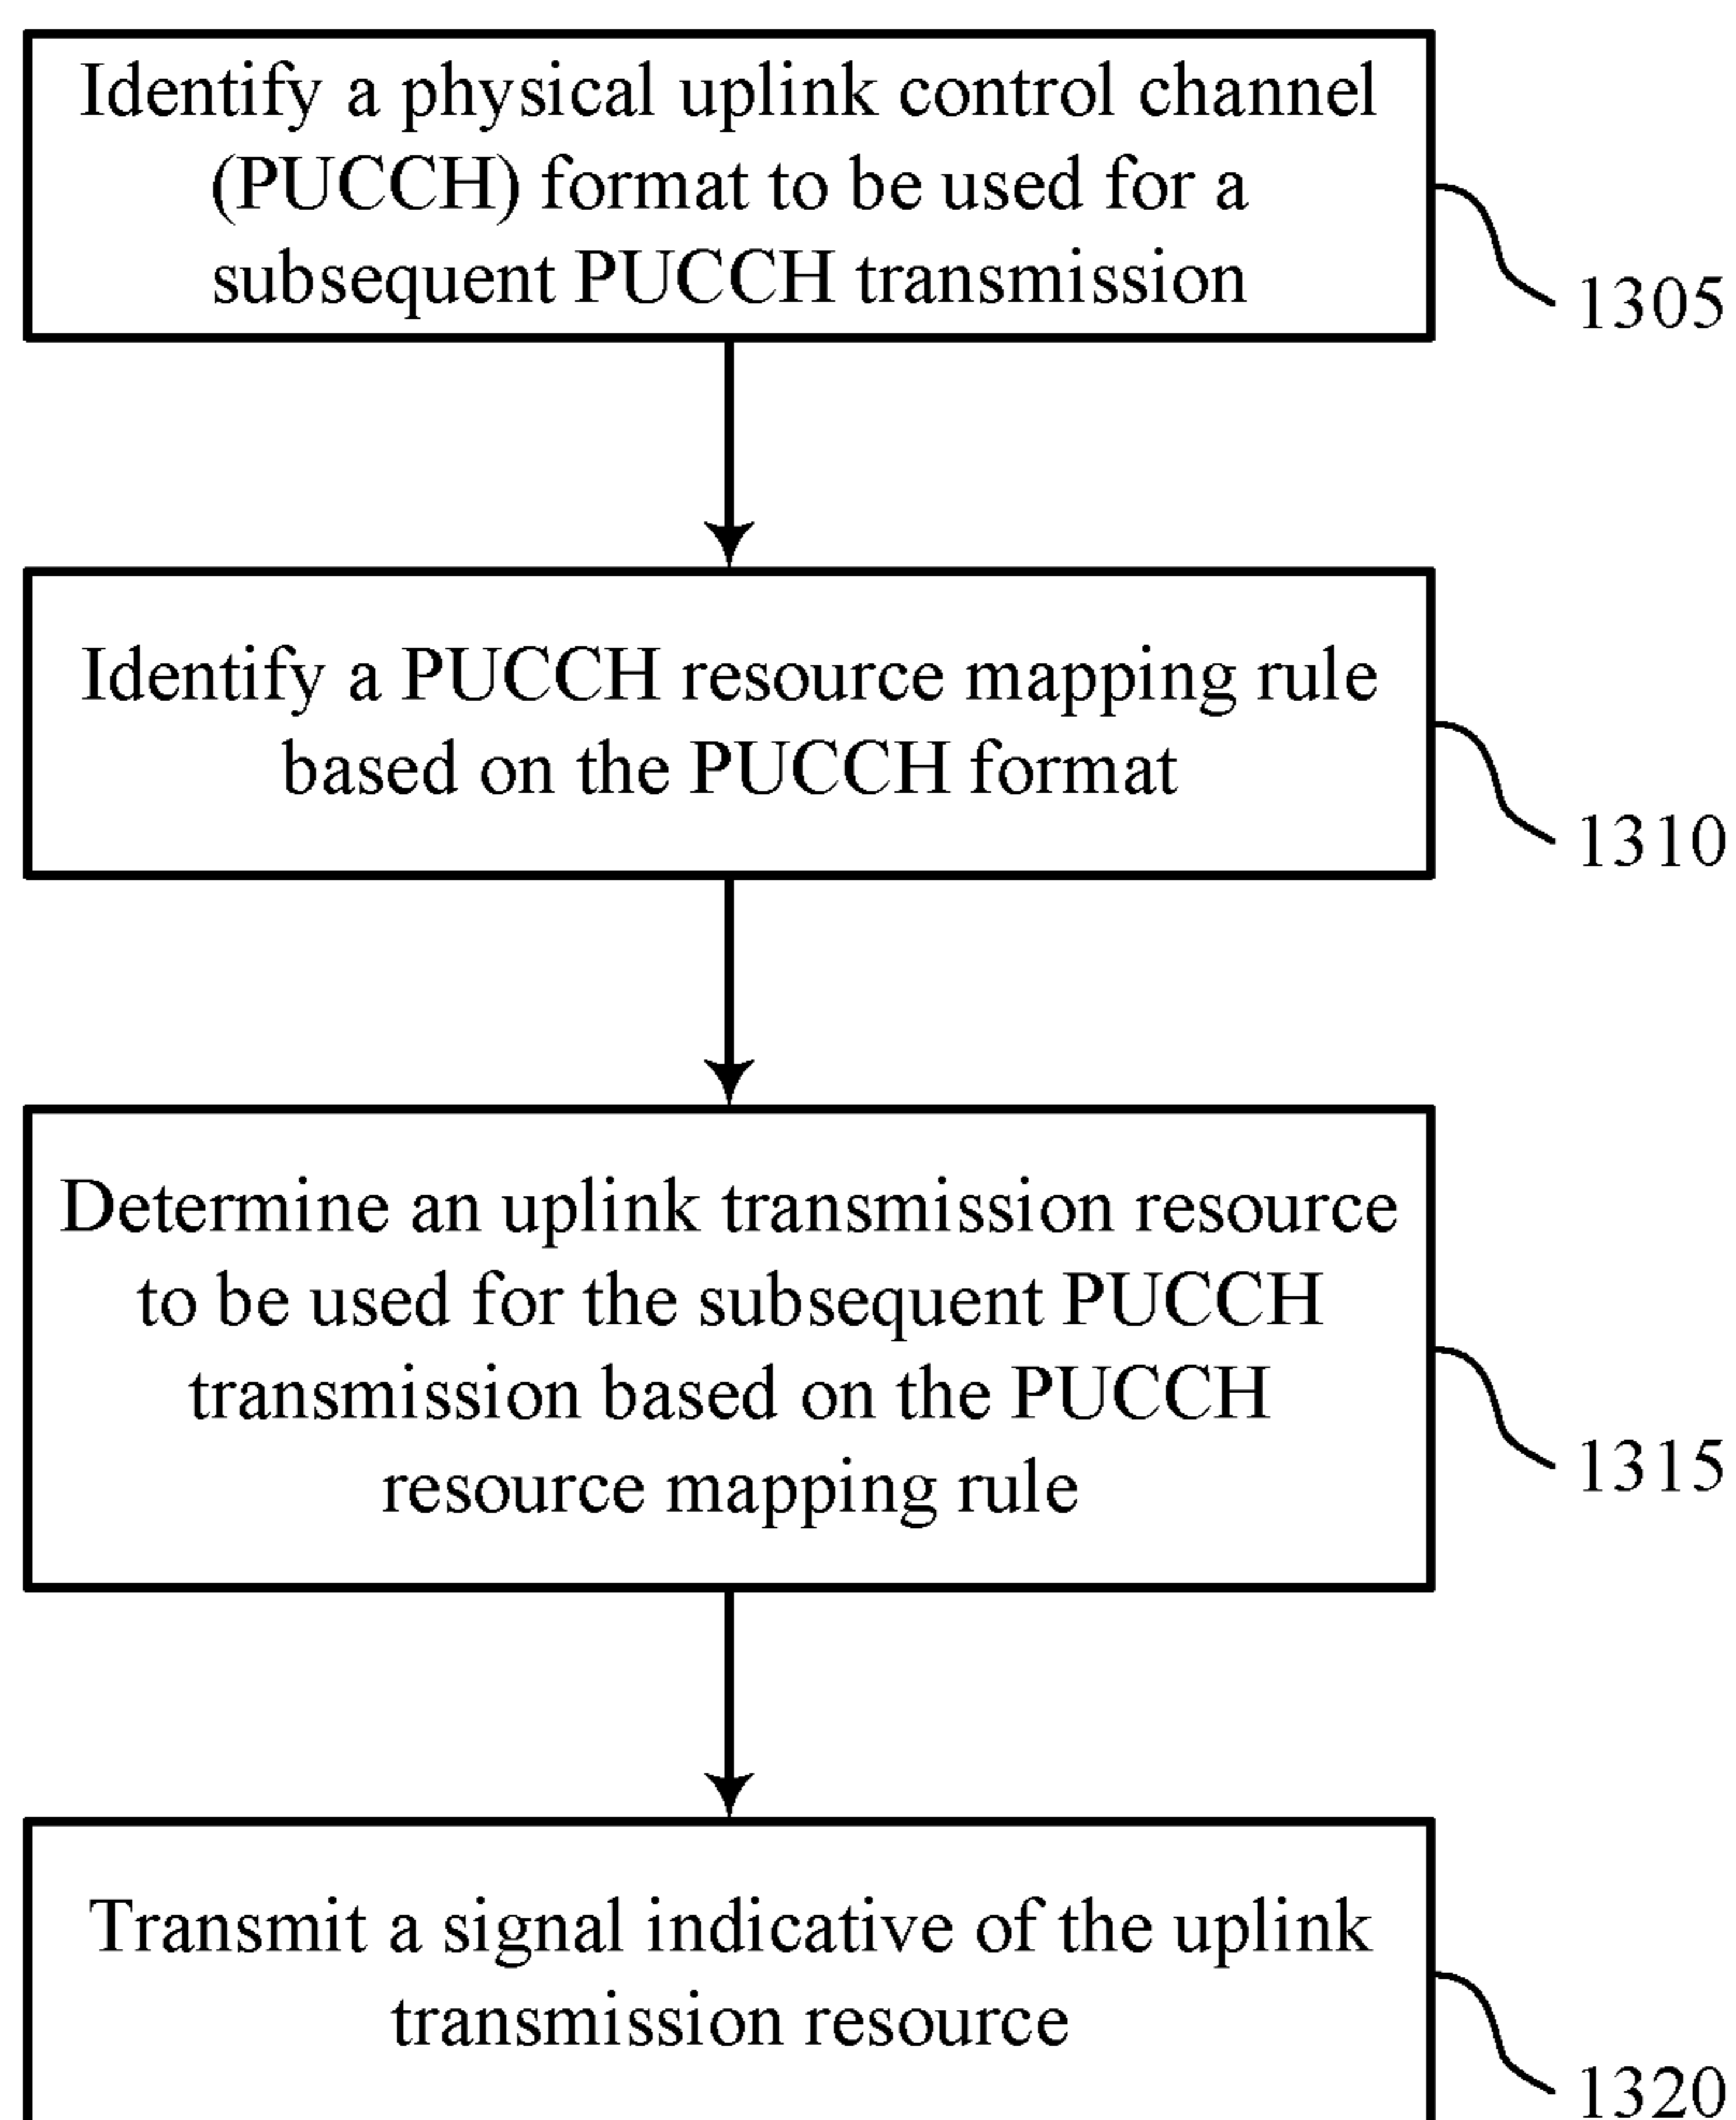 Identify a physical uplink control channel
(PUCCH) format to be used for a
subsequent PUCCH transmission
1305
Identify a PUCCH resource mapping rule
based on the PUCCH format
1310
Determine an uplink transmission resource
to be used for the subsequent PUCCH
transmission based on the PUCCH
resource mapping rule
1315
Transmit a signal indicative of the uplink
transmission resource
1320